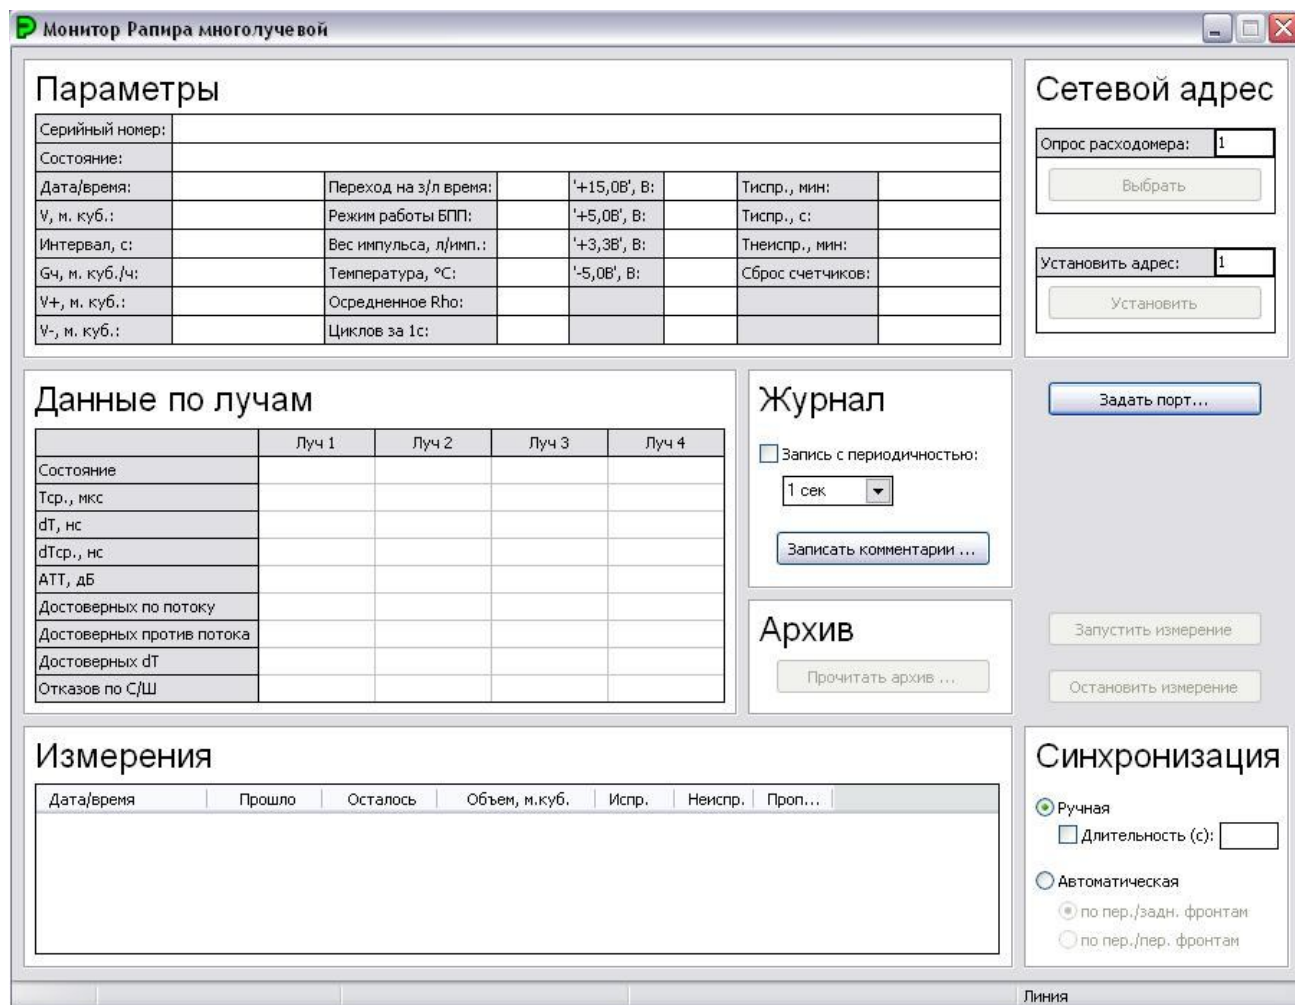 Монитор Рапира многолучевой
Параметры
Серийный номер:
Состояние:
Дата/время: Переход на з/л время: '+15,0В', В: Тиспр., мин:
V, м. куб.: Режим работы БПП: '+5,0В', В: Тиспр., с:
Интервал, с: Вес импульса, л/имп.: '+3,3В', В: Тнеиспр., мин:
Gч, м. куб./ч: Температура, °С: '-5,0В', В: Сброс счетчиков:
V+, м. куб.: Осредненное Rho:
V-, м. куб.: Циклов за 1с:
Сетевой адрес
Опрос расходомера: 1
Выбрать
Установить адрес: 1
Установить
Данные по лучам
Луч 1 Луч 2 Луч 3 Луч 4
Состояние
Тср., мкс
dT, нс
dTср., нс
АТТ, дБ
Достоверных по потоку
Достоверных против потока
Достоверных dT
Отказов по С/Ш
Журнал
Запись с периодичностью:
1 сек
Записать комментарии ...
Архив
Прочитать архив ...
Задать порт...
Запустить измерение
Остановить измерение
Измерения
Дата/время Прошло Осталось Объем, м.куб. Испр. Неиспр. Проп...
Синхронизация
Ручная
Длительность (с):
Автоматическая
по пер./задн. фронтам
по пер./пер. фронтам
Линия